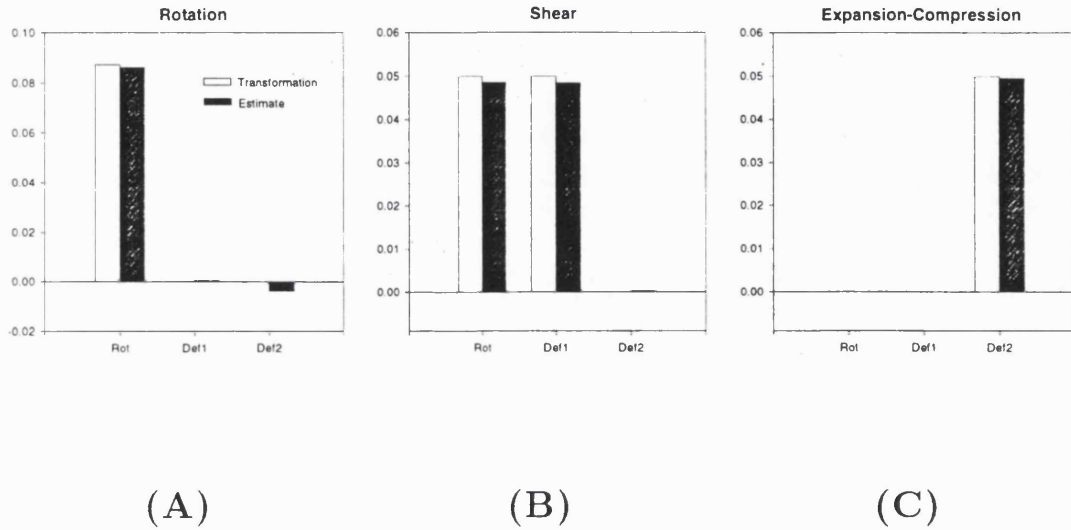 Rotation
0.10
0.08
0.06
0.04
0.02
0.00
-0.02
Transformation
Estimate
Rot Def1 Def2
Shear
0.06
0.05
0.04
0.03
0.02
0.01
0.00
Rot Def1 Def2
Expansion-Compression
0.06
0.05
0.04
0.03
0.02
0.01
0.00
Rot Def1 Def2
(A) (B) (C)